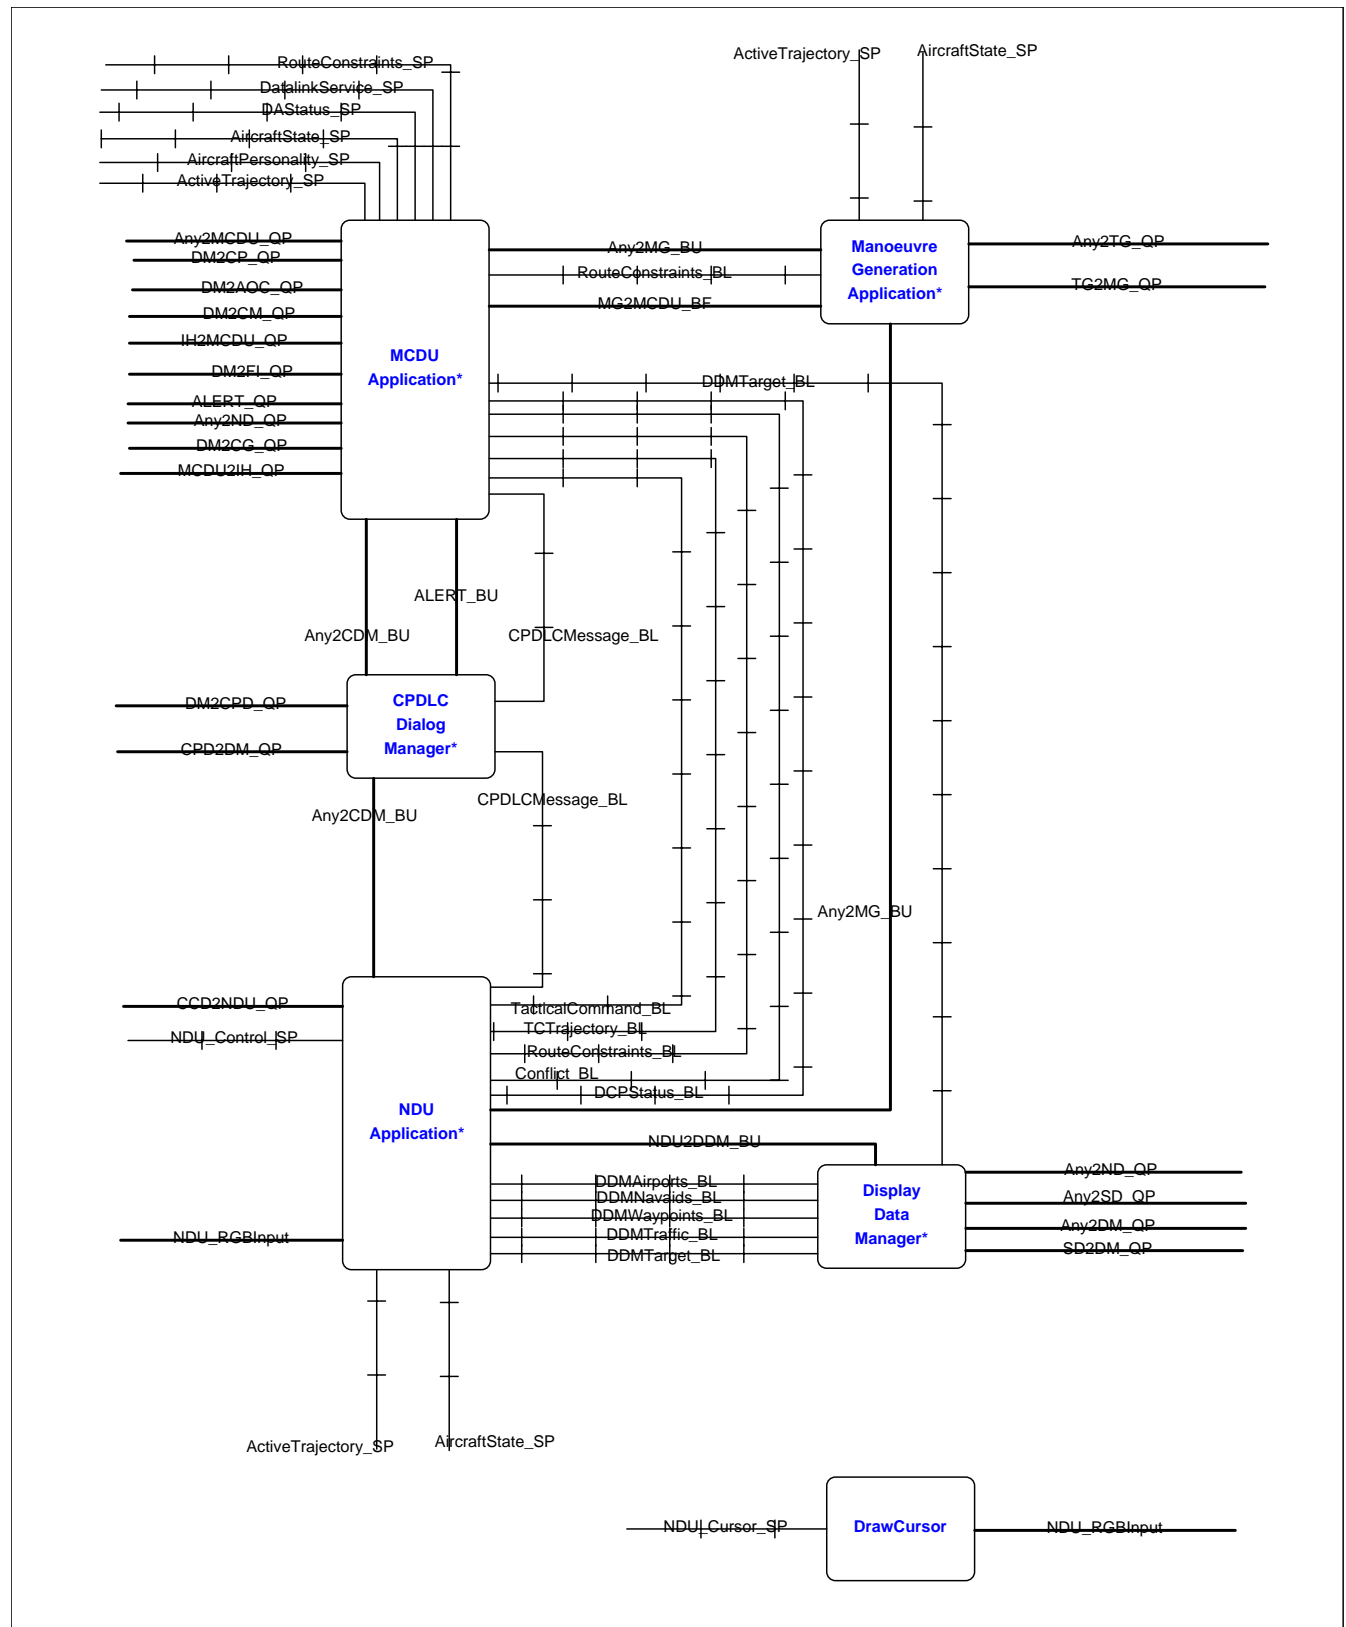 ActiveTrajectory_SP
AircraftState_SP
RouteConstraints_SP
DatalinkService_SP
DAStatus_SP
AircraftState_SP
AircraftPersonality_SP
ActiveTrajectory_SP
Any2MCDU_QP
DM2CP_QP
DM2AOC_QP
DM2CM_QP
IH2MCDU_QP
DM2FI_QP
ALERT_QP
Any2ND_QP
DM2CG_QP
MCDU2IH_QP
MCDU
Application*
Any2MG_BU
RouteConstraints_BL
MG2MCDU_BF
Manoeuvre
Generation
Application*
Any2TG_QP
TG2MG_QP
DDMTarget_BL
ALERT_BU
Any2CDM_BU
CPDLCMessage_BL
DM2CPD_QP
CPD2DM_QP
CPDLC
Dialog
Manager*
CPDLCMessage_BL
Any2CDM_BU
Any2MG_BU
CCD2NDU_QP
NDU_Control_SP
NDU_RGBInput
NDU
Application*
TacticalCommand_BL
TCTrajectory_BL
RouteConstraints_BL
Conflict_BL
DCPStatus_BL
NDU2DDM_BU
DDMAirports_BL
DDMNavaids_BL
DDMWaypoints_BL
DDMTraffic_BL
DDMTarget_BL
Display
Data
Manager*
Any2ND_QP
Any2SD_QP
Any2DM_QP
SD2DM_QP
ActiveTrajectory_SP
AircraftState_SP
NDU_Cursor_SP
DrawCursor
NDU_RGBInput